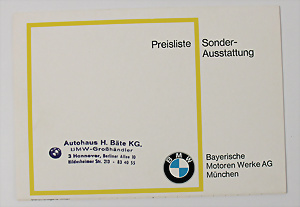 Preisliste
Sonder-
Ausstattung
Autohaus H. Bäte KG.
BMW-Großhändler
3 Hannover, Berliner Allee 10
Hildesheimer Str. 210 - 83 40 55
BMW
Bayerische
Motoren Werke AG
München